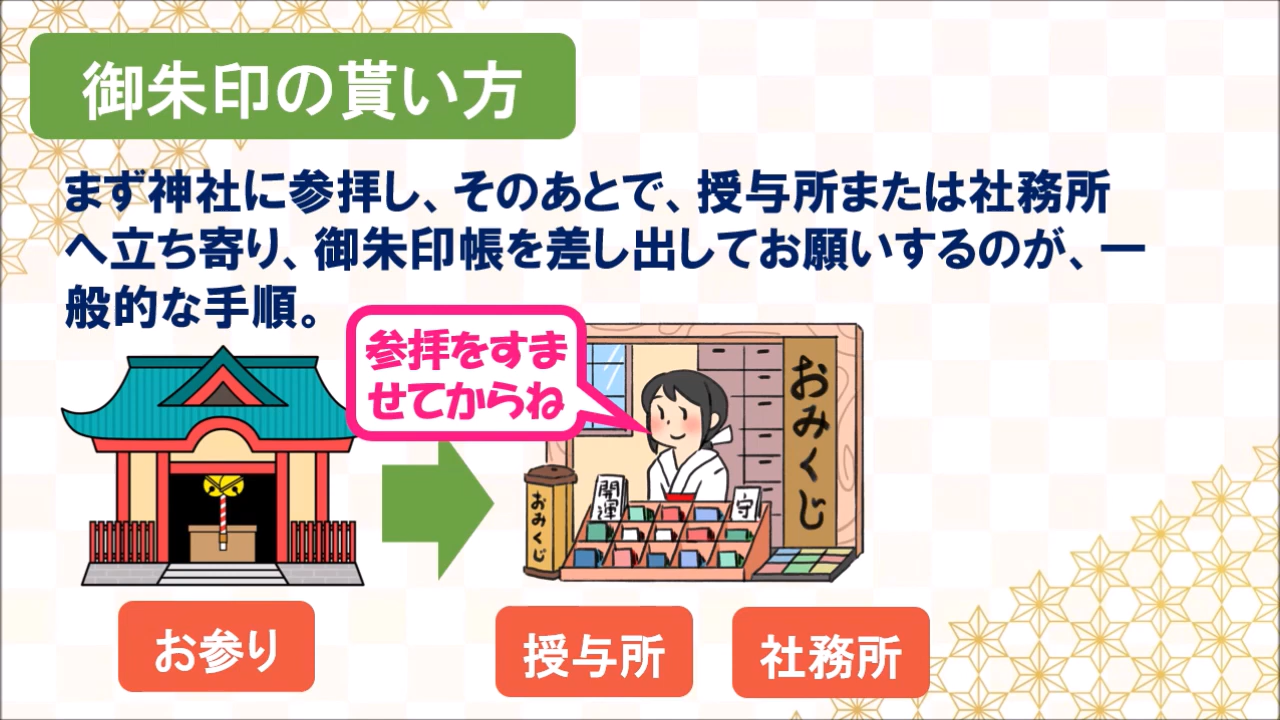 御朱印の貰い方
まず神社に参拝し、そのあとで、授与所または社務所
へ立ち寄り、御朱印帳を差し出してお願いするのが、一
般的な手順。
参拝をすま
せてからね
おみくじ
おみくじ
開運
守
お参り
授与所
社務所